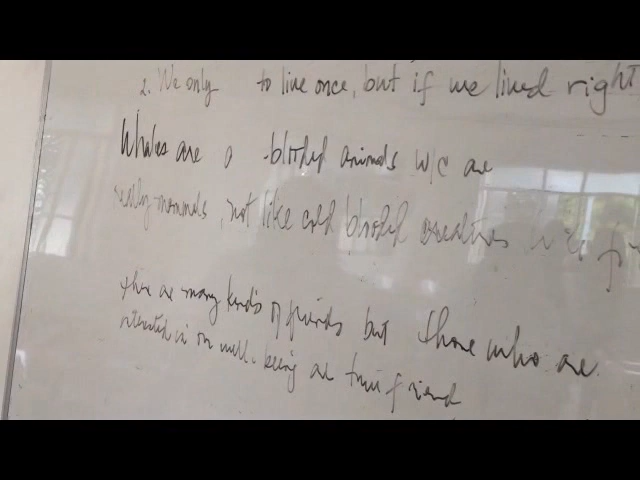 2. We only to live once, but if we lived right
Whales are a blooded animals w/c are
really mammals, not like cold blooded creatures
there are many kinds of friends but those who are
interested in on well-being are true friend